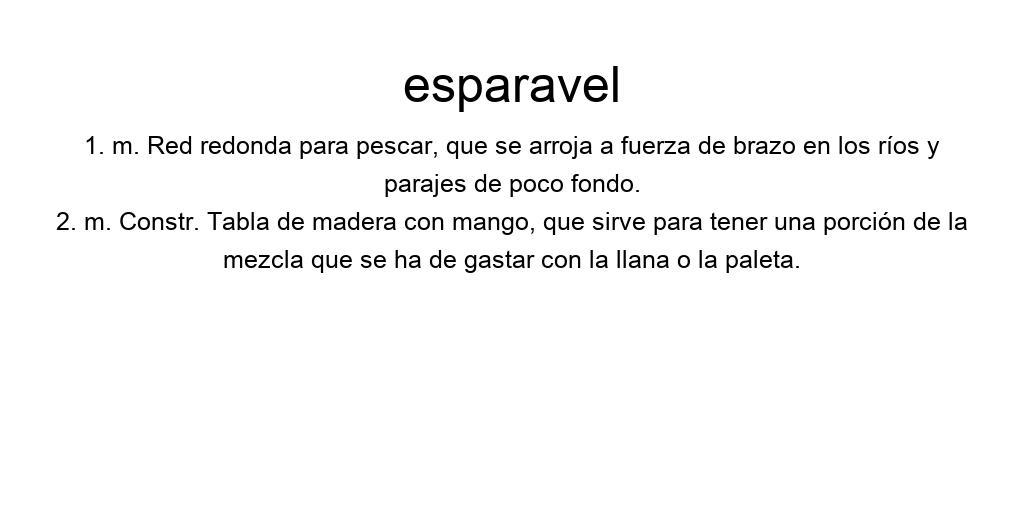 esparavel
1. m. Red redonda para pescar, que se arroja a fuerza de brazo en los ríos y
parajes de poco fondo.
2. m. Constr. Tabla de madera con mango, que sirve para tener una porción de la
mezcla que se ha de gastar con la llana o la paleta.